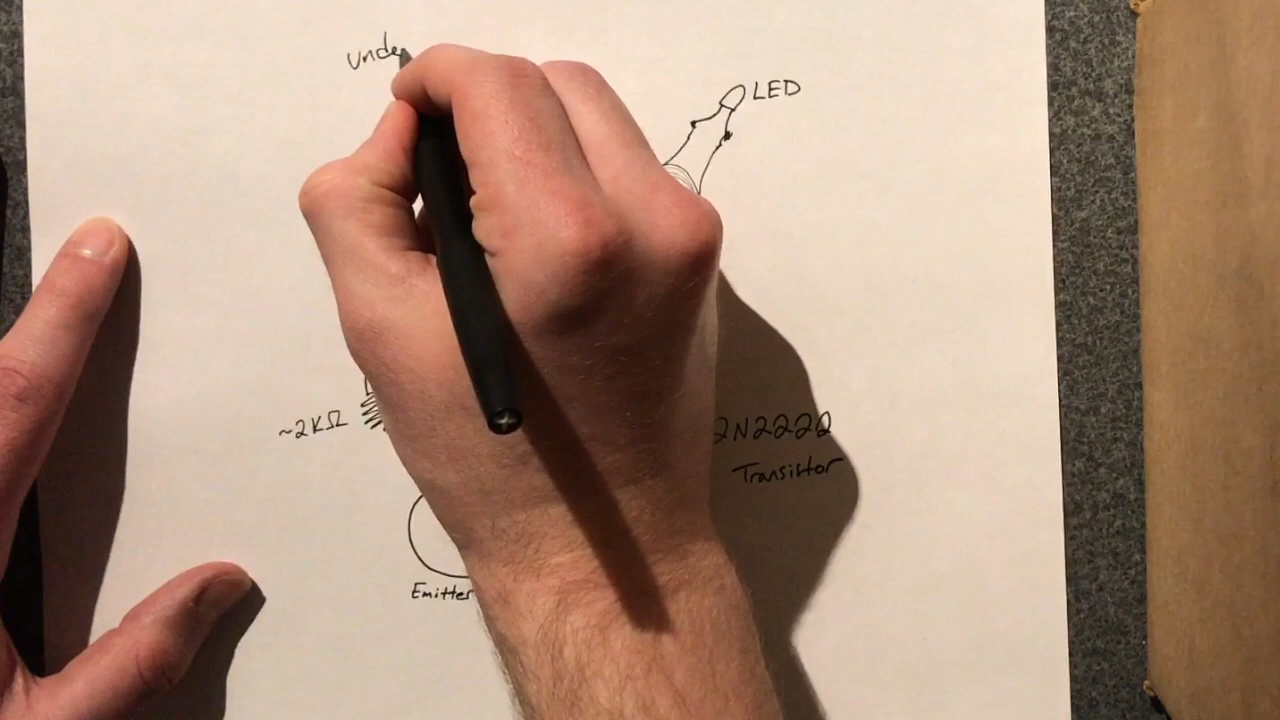 unde
LED
~2KΩ
2N2222
Transistor
Emitter